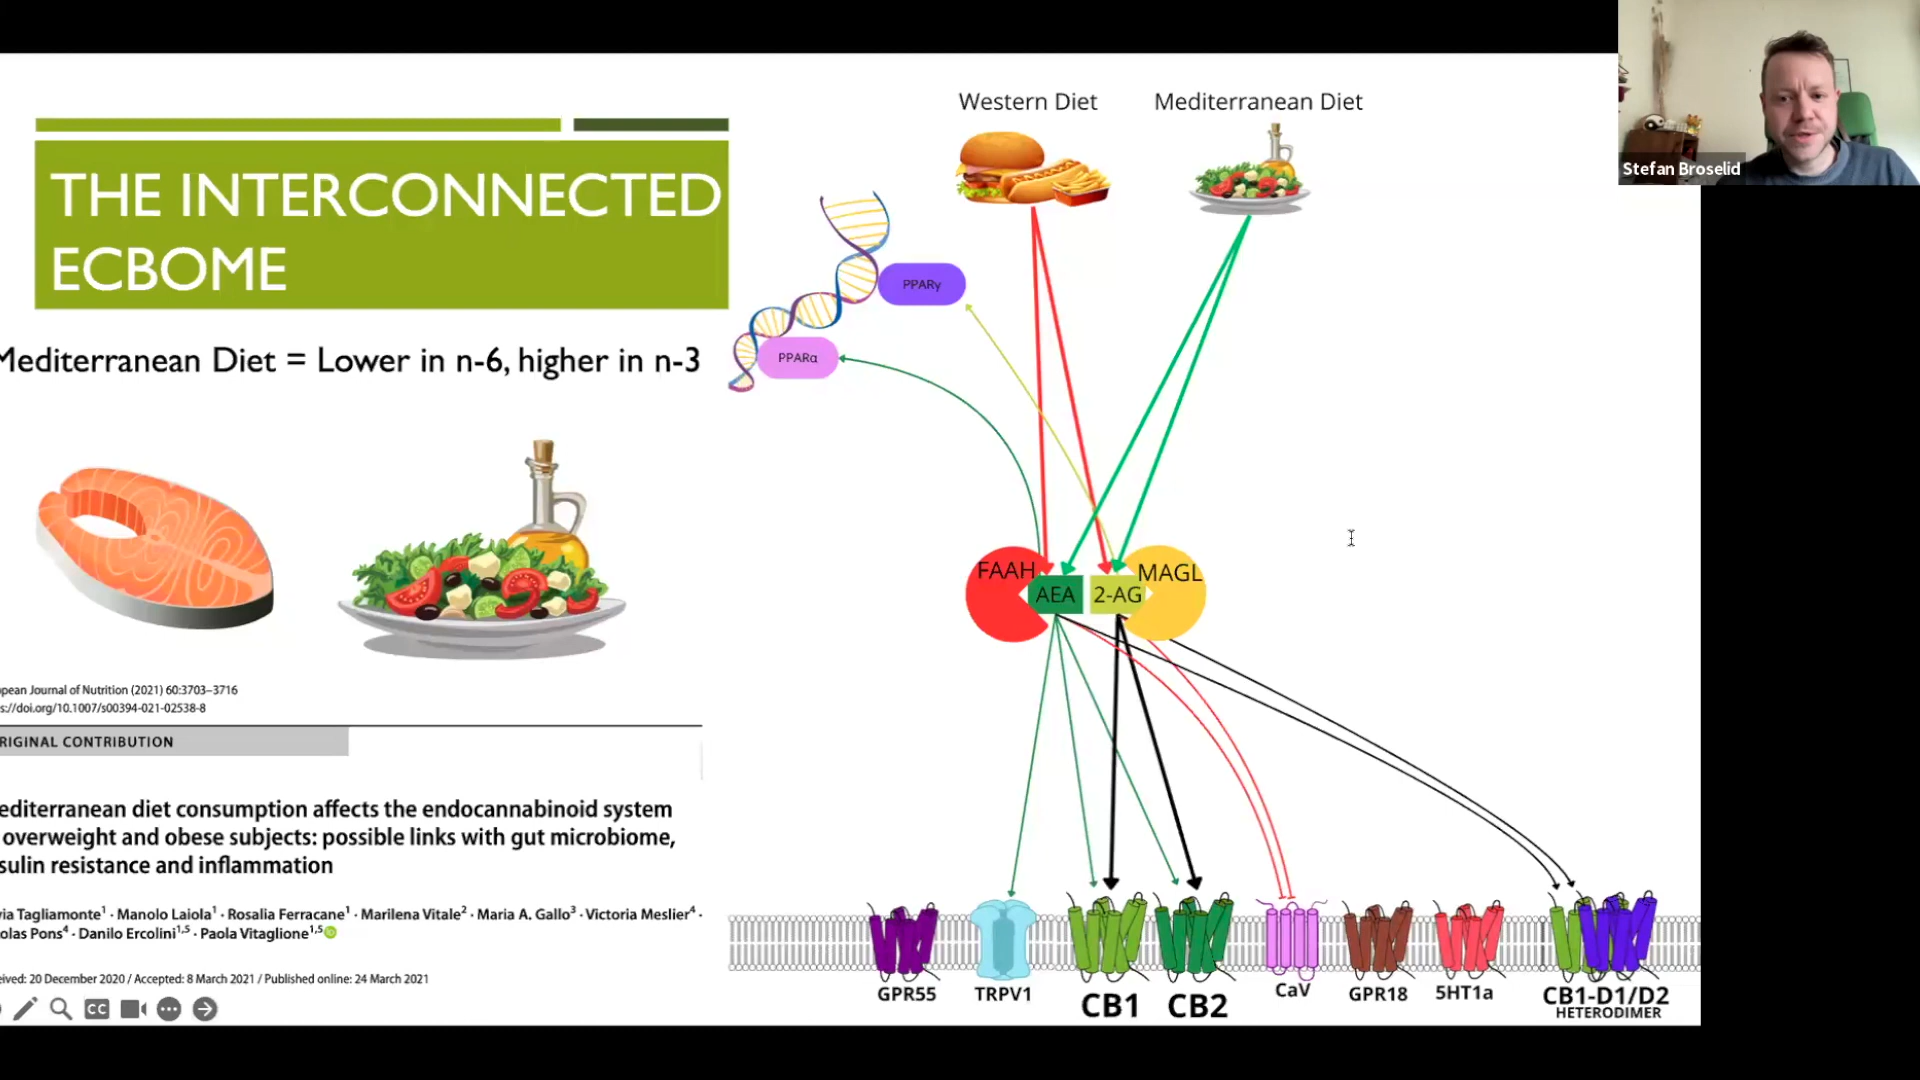 THE INTERCONNECTED
ECBOME
Mediterranean Diet = Lower in n-6, higher in n-3
pean Journal of Nutrition (2021) 60:3703–3716
s://doi.org/10.1007/s00394-021-02538-8
RIGINAL CONTRIBUTION
editerranean diet consumption affects the endocannabinoid system
overweight and obese subjects: possible links with gut microbiome,
sulin resistance and inflammation
via Tagliamonte1 · Manolo Laiola1 · Rosalia Ferracane1 · Marilena Vitale2 · Maria A. Gallo3 · Victoria Meslier4 ·
olas Pons4 · Danilo Ercolini1,5 · Paola Vitaglione1,5
eived: 20 December 2020 / Accepted: 8 March 2021 / Published online: 24 March 2021
CC
Western Diet
Mediterranean Diet
PPARγ
PPARα
FAAH
AEA
2-AG
MAGL
GPR55
TRPV1
CB1
CB2
CaV
GPR18
5HT1a
CB1-D1/D2
HETERODIMER
Stefan Broselid